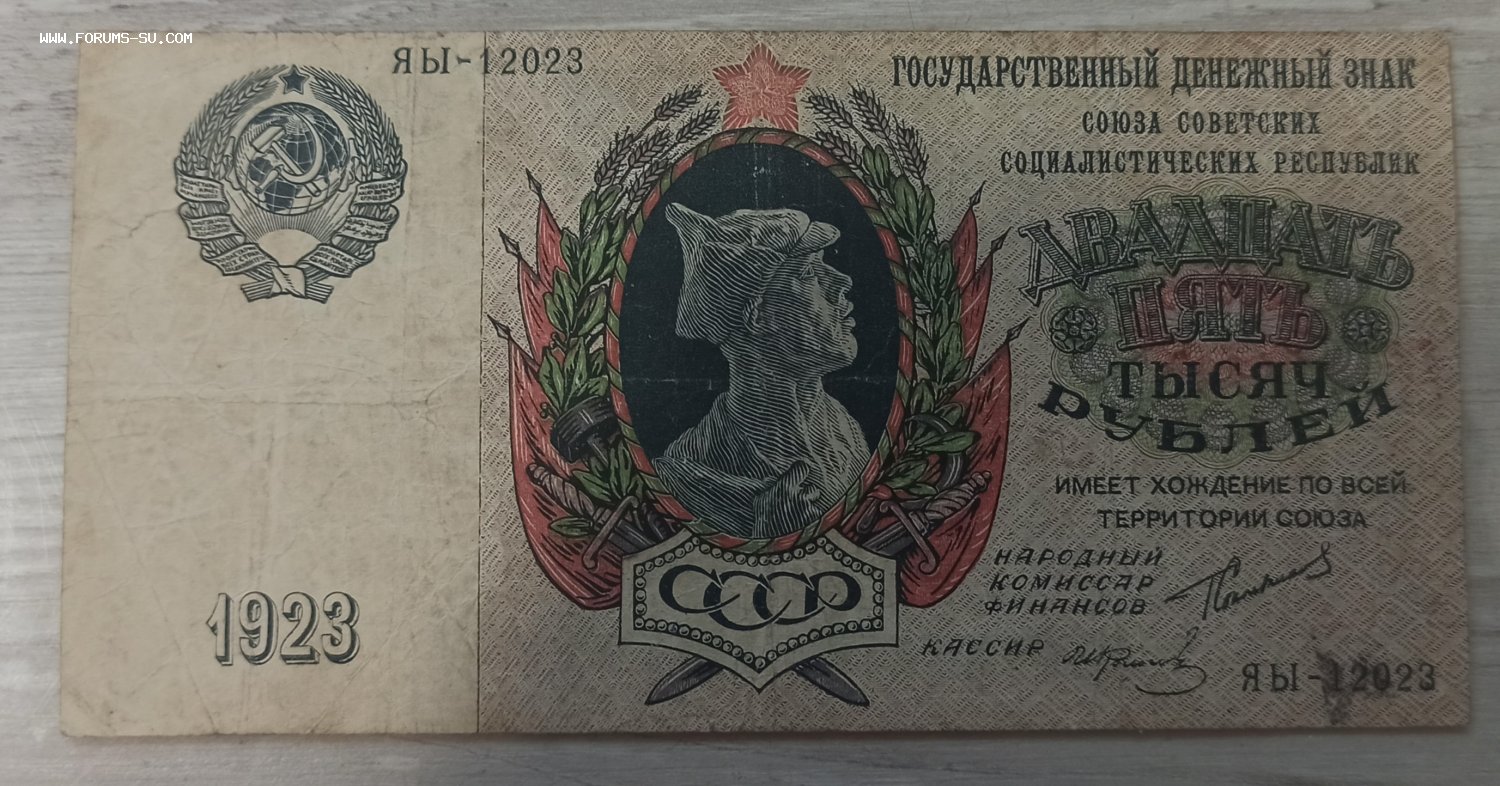 WWW.FORUMS-SU.COM
ЯЫ-12023
ГОСУДАРСТВЕННЫЙ ДЕНЕЖНЫЙ ЗНАК
СОЮЗА СОВЕТСКИХ
СОЦИАЛИСТИЧЕСКИХ РЕСПУБЛИК
ДВАДЦАТЬ
ПЯТЬ
ТЫСЯЧ
РУБЛЕЙ
ИМЕЕТ ХОЖДЕНИЕ ПО ВСЕЙ
ТЕРРИТОРИИ СОЮЗА
НАРОДНЫЙ
КОМИССАР
ФИНАНСОВ
КАССИР
ЯЫ-12023
СССР
1923